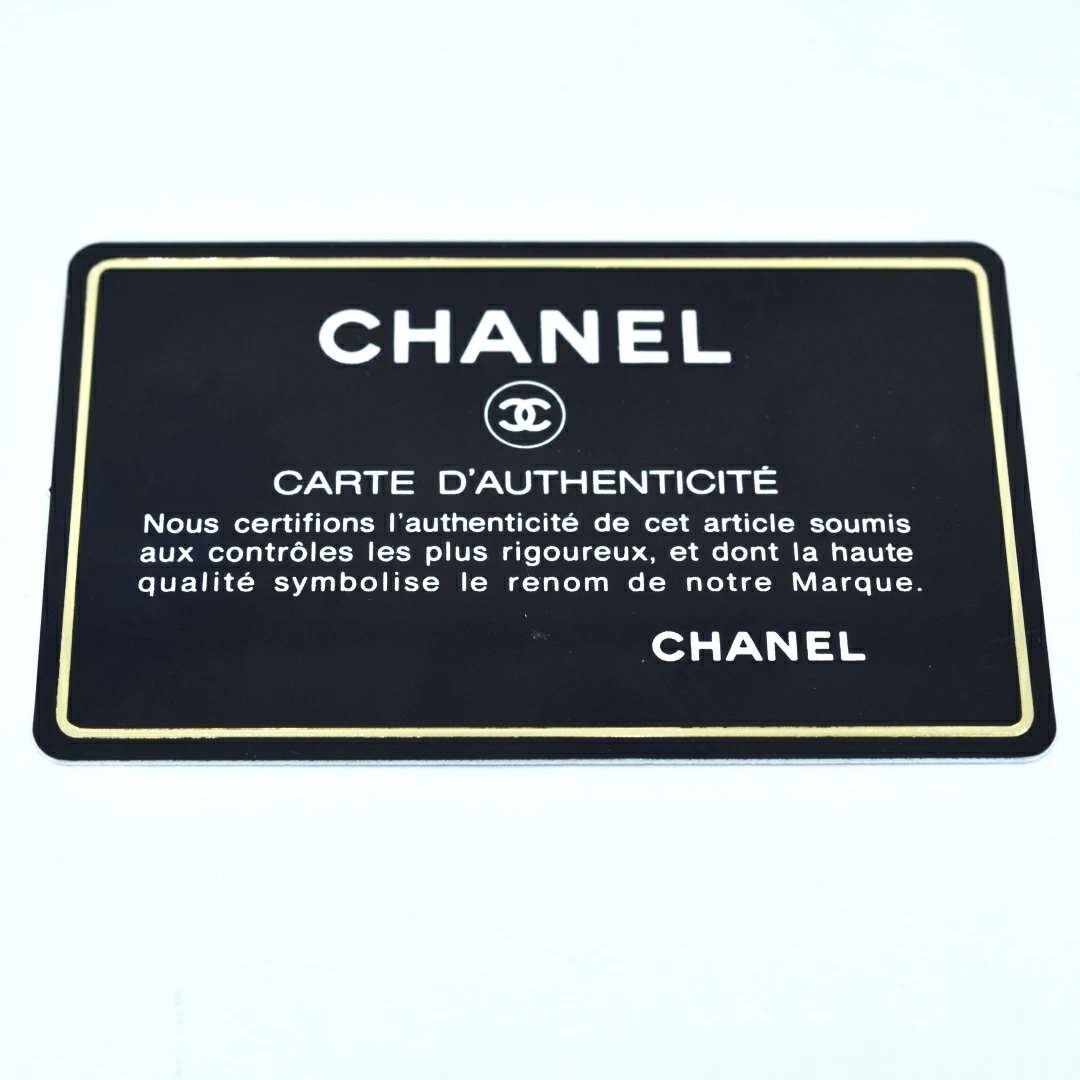 CHANEL
CARTE D'AUTHENTICITÉ
Nous certifions l'authenticité de cet article soumis
aux contrôles les plus rigoureux, et dont la haute
qualité symbolise le renom de notre Marque.
CHANEL